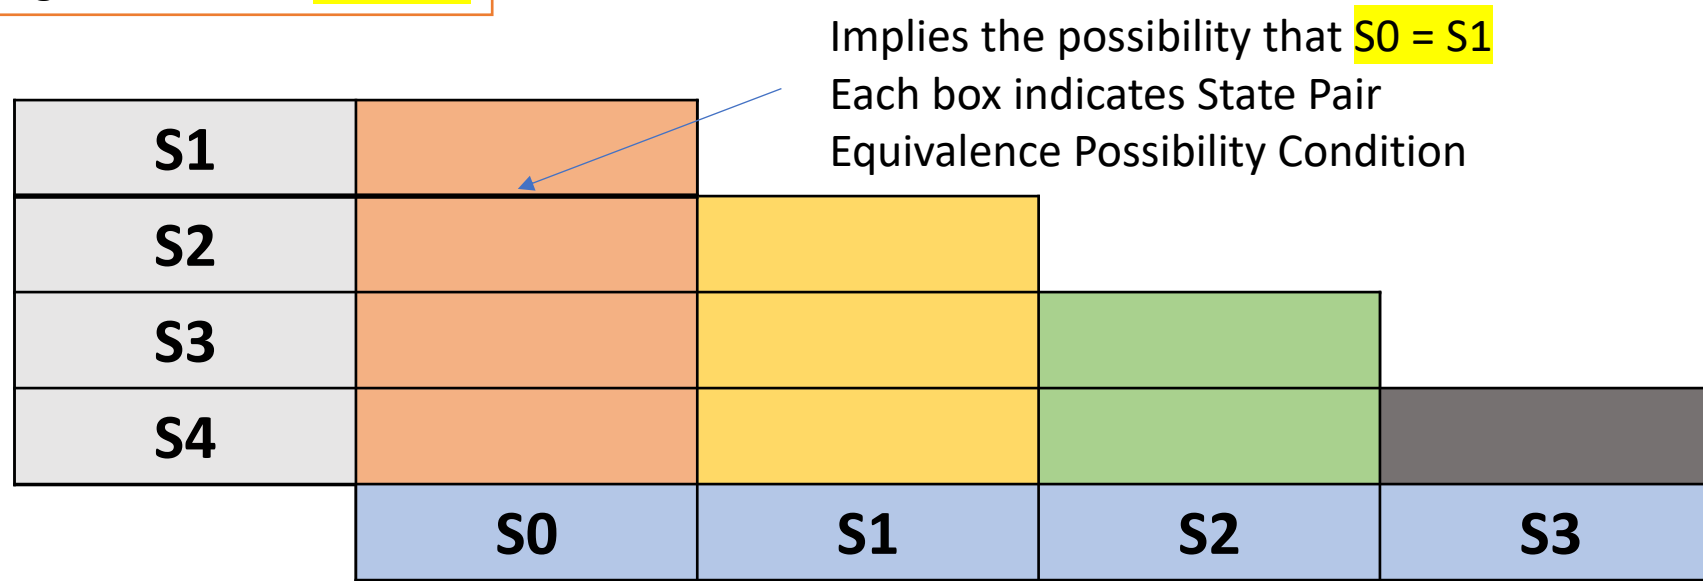 Implies the possibility that S0 = S1
Each box indicates State Pair
Equivalence Possibility Condition
S1
S2
S3
S4
S0 S1 S2 S3